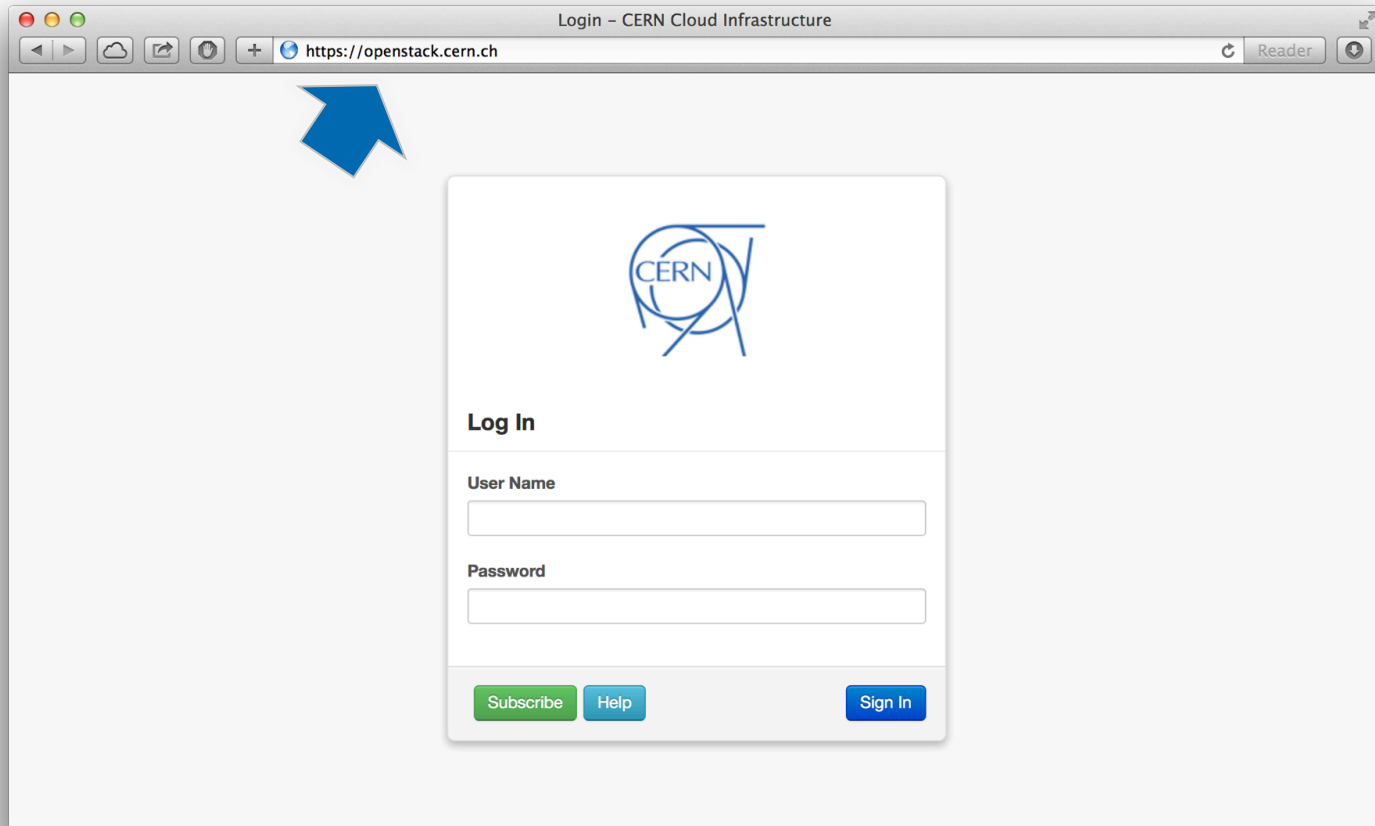 Login – CERN Cloud Infrastructure
https://openstack.cern.ch
Reader
CERN
Log In
User Name
Password
Subscribe Help Sign In